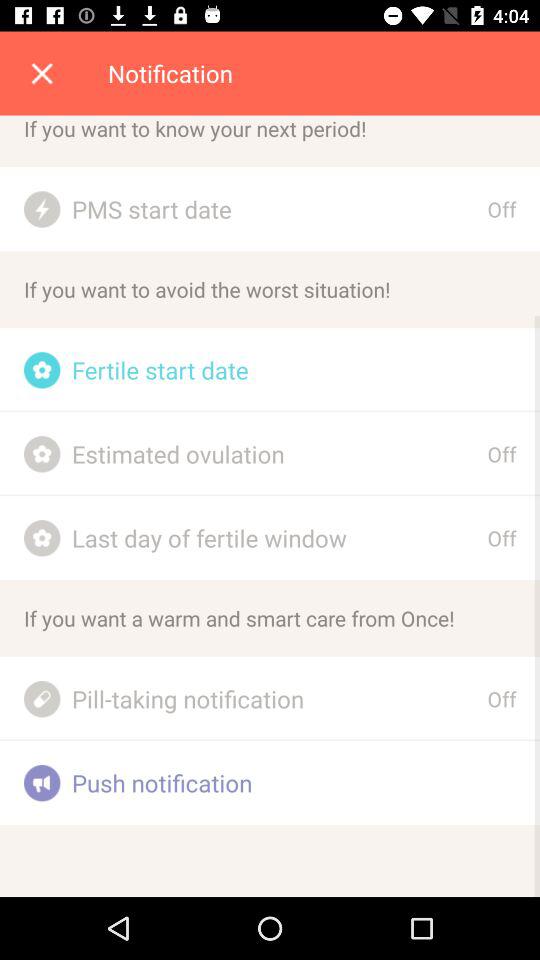 4:04
Notification
If you want to know your next period!
PMS start date Off
If you want to avoid the worst situation!
Fertile start date
Estimated ovulation Off
Last day of fertile window Off
If you want a warm and smart care from Once!
Pill-taking notification Off
Push notification